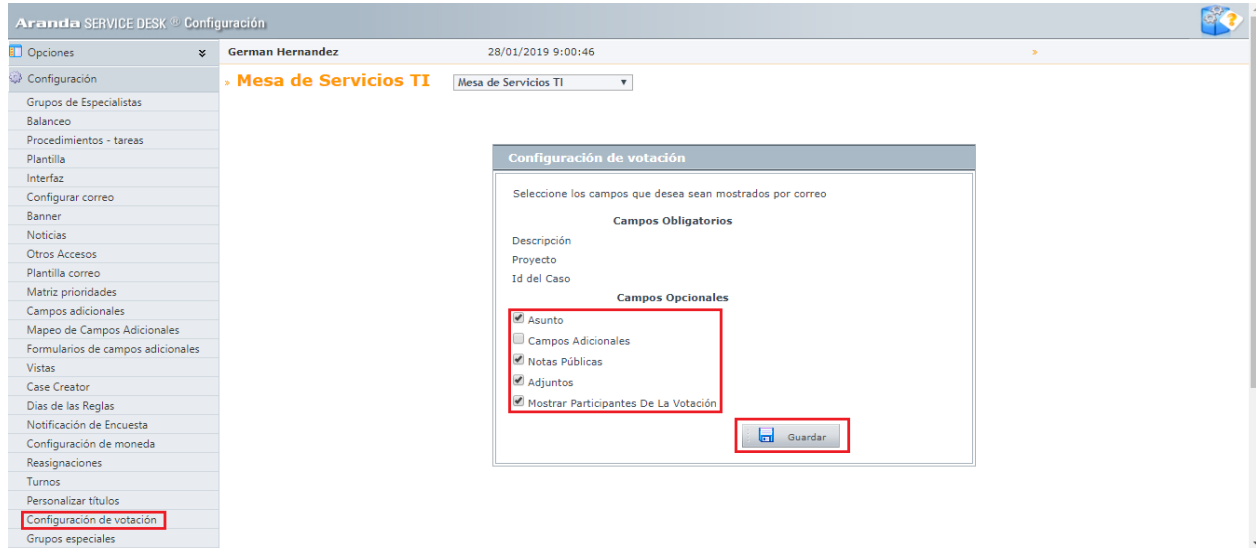 Aranda SERVICE DESK ® Configuración
Opciones
German Hernandez 28/01/2019 9:00:46 »
Configuración
» Mesa de Servicios TI Mesa de Servicios TI
Grupos de Especialistas
Balanceo
Procedimientos - tareas
Plantilla
Interfaz
Configurar correo
Banner
Noticias
Otros Accesos
Plantilla correo
Matriz prioridades
Campos adicionales
Mapeo de Campos Adicionales
Formularios de campos adicionales
Vistas
Case Creator
Dias de las Reglas
Notificación de Encuesta
Configuración de moneda
Reasignaciones
Turnos
Personalizar títulos
Configuración de votación
Grupos especiales
Configuración de votación
Seleccione los campos que desea sean mostrados por correo
Campos Obligatorios
Descripción
Proyecto
Id del Caso
Campos Opcionales
Asunto
Campos Adicionales
Notas Públicas
Adjuntos
Mostrar Participantes De La Votación
Guardar